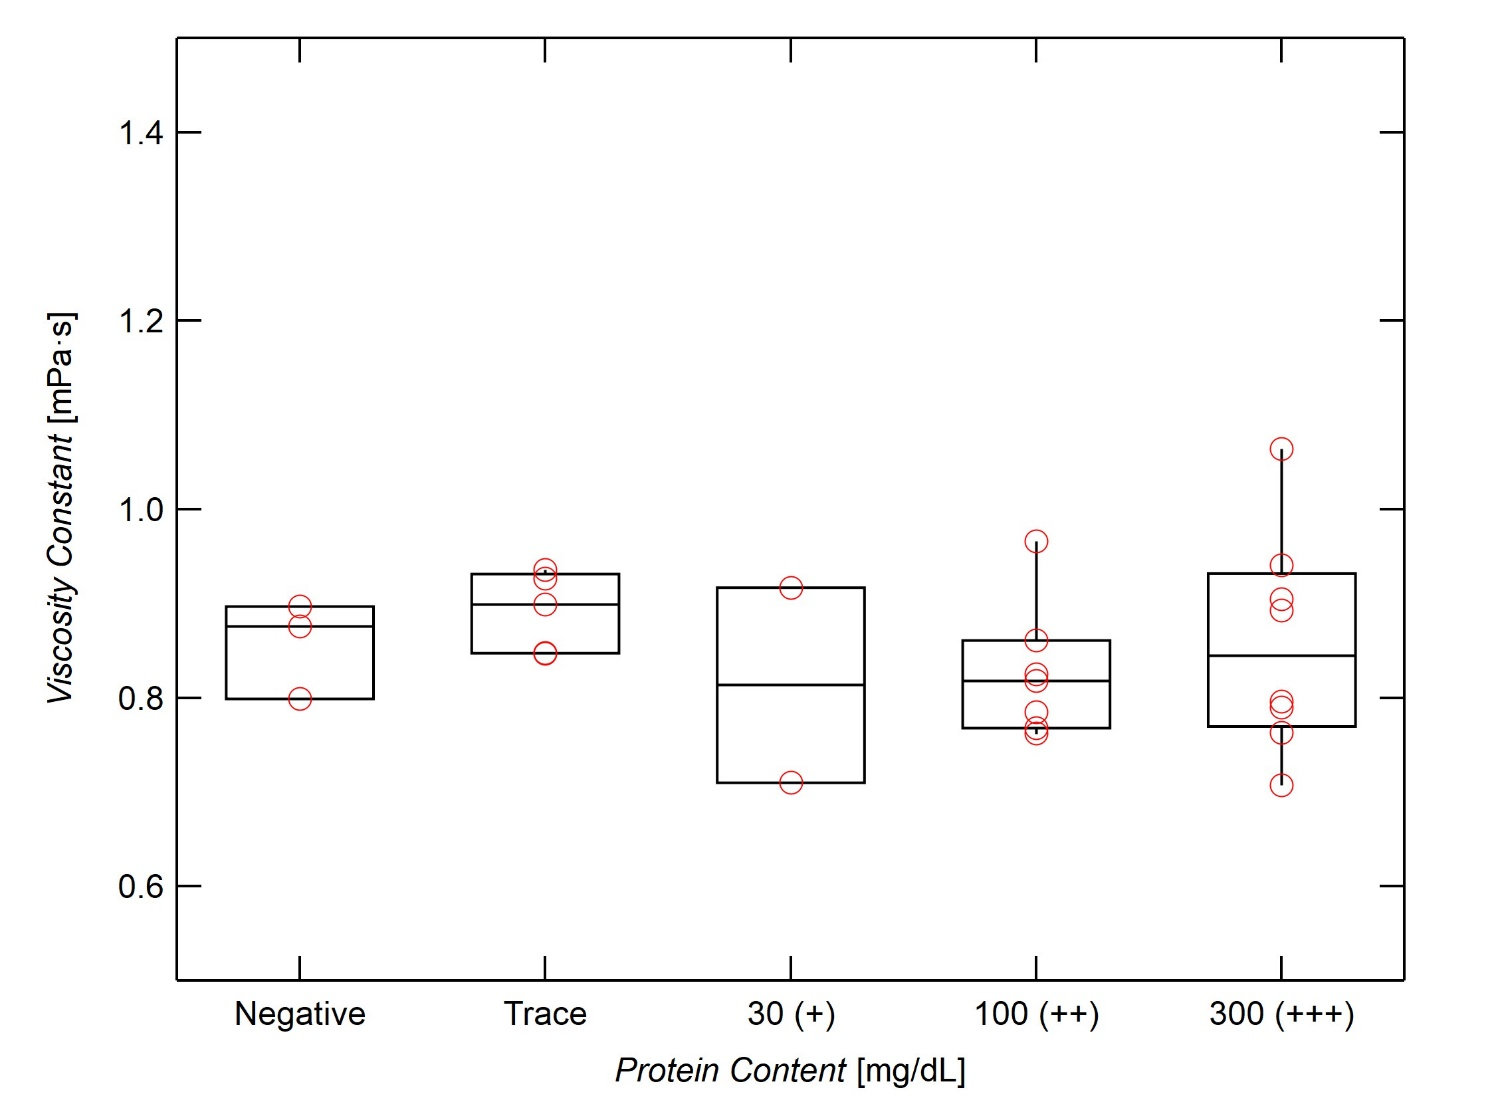 1.4
1.2
1.0
0.8
0.6
Viscosity Constant [mPa·s]
Negative
Trace
30 (+)
100 (++)
300 (+++)
Protein Content [mg/dL]